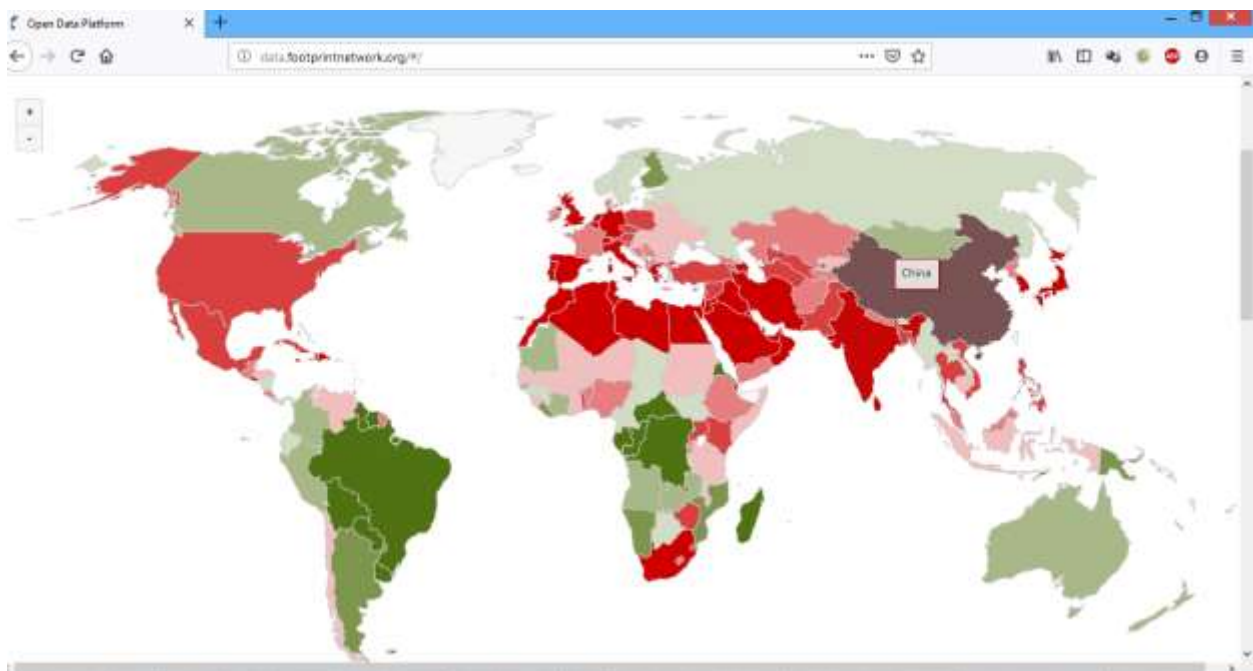 Open Data Platform
data.footprintnetwork.org/#/
+
-
China